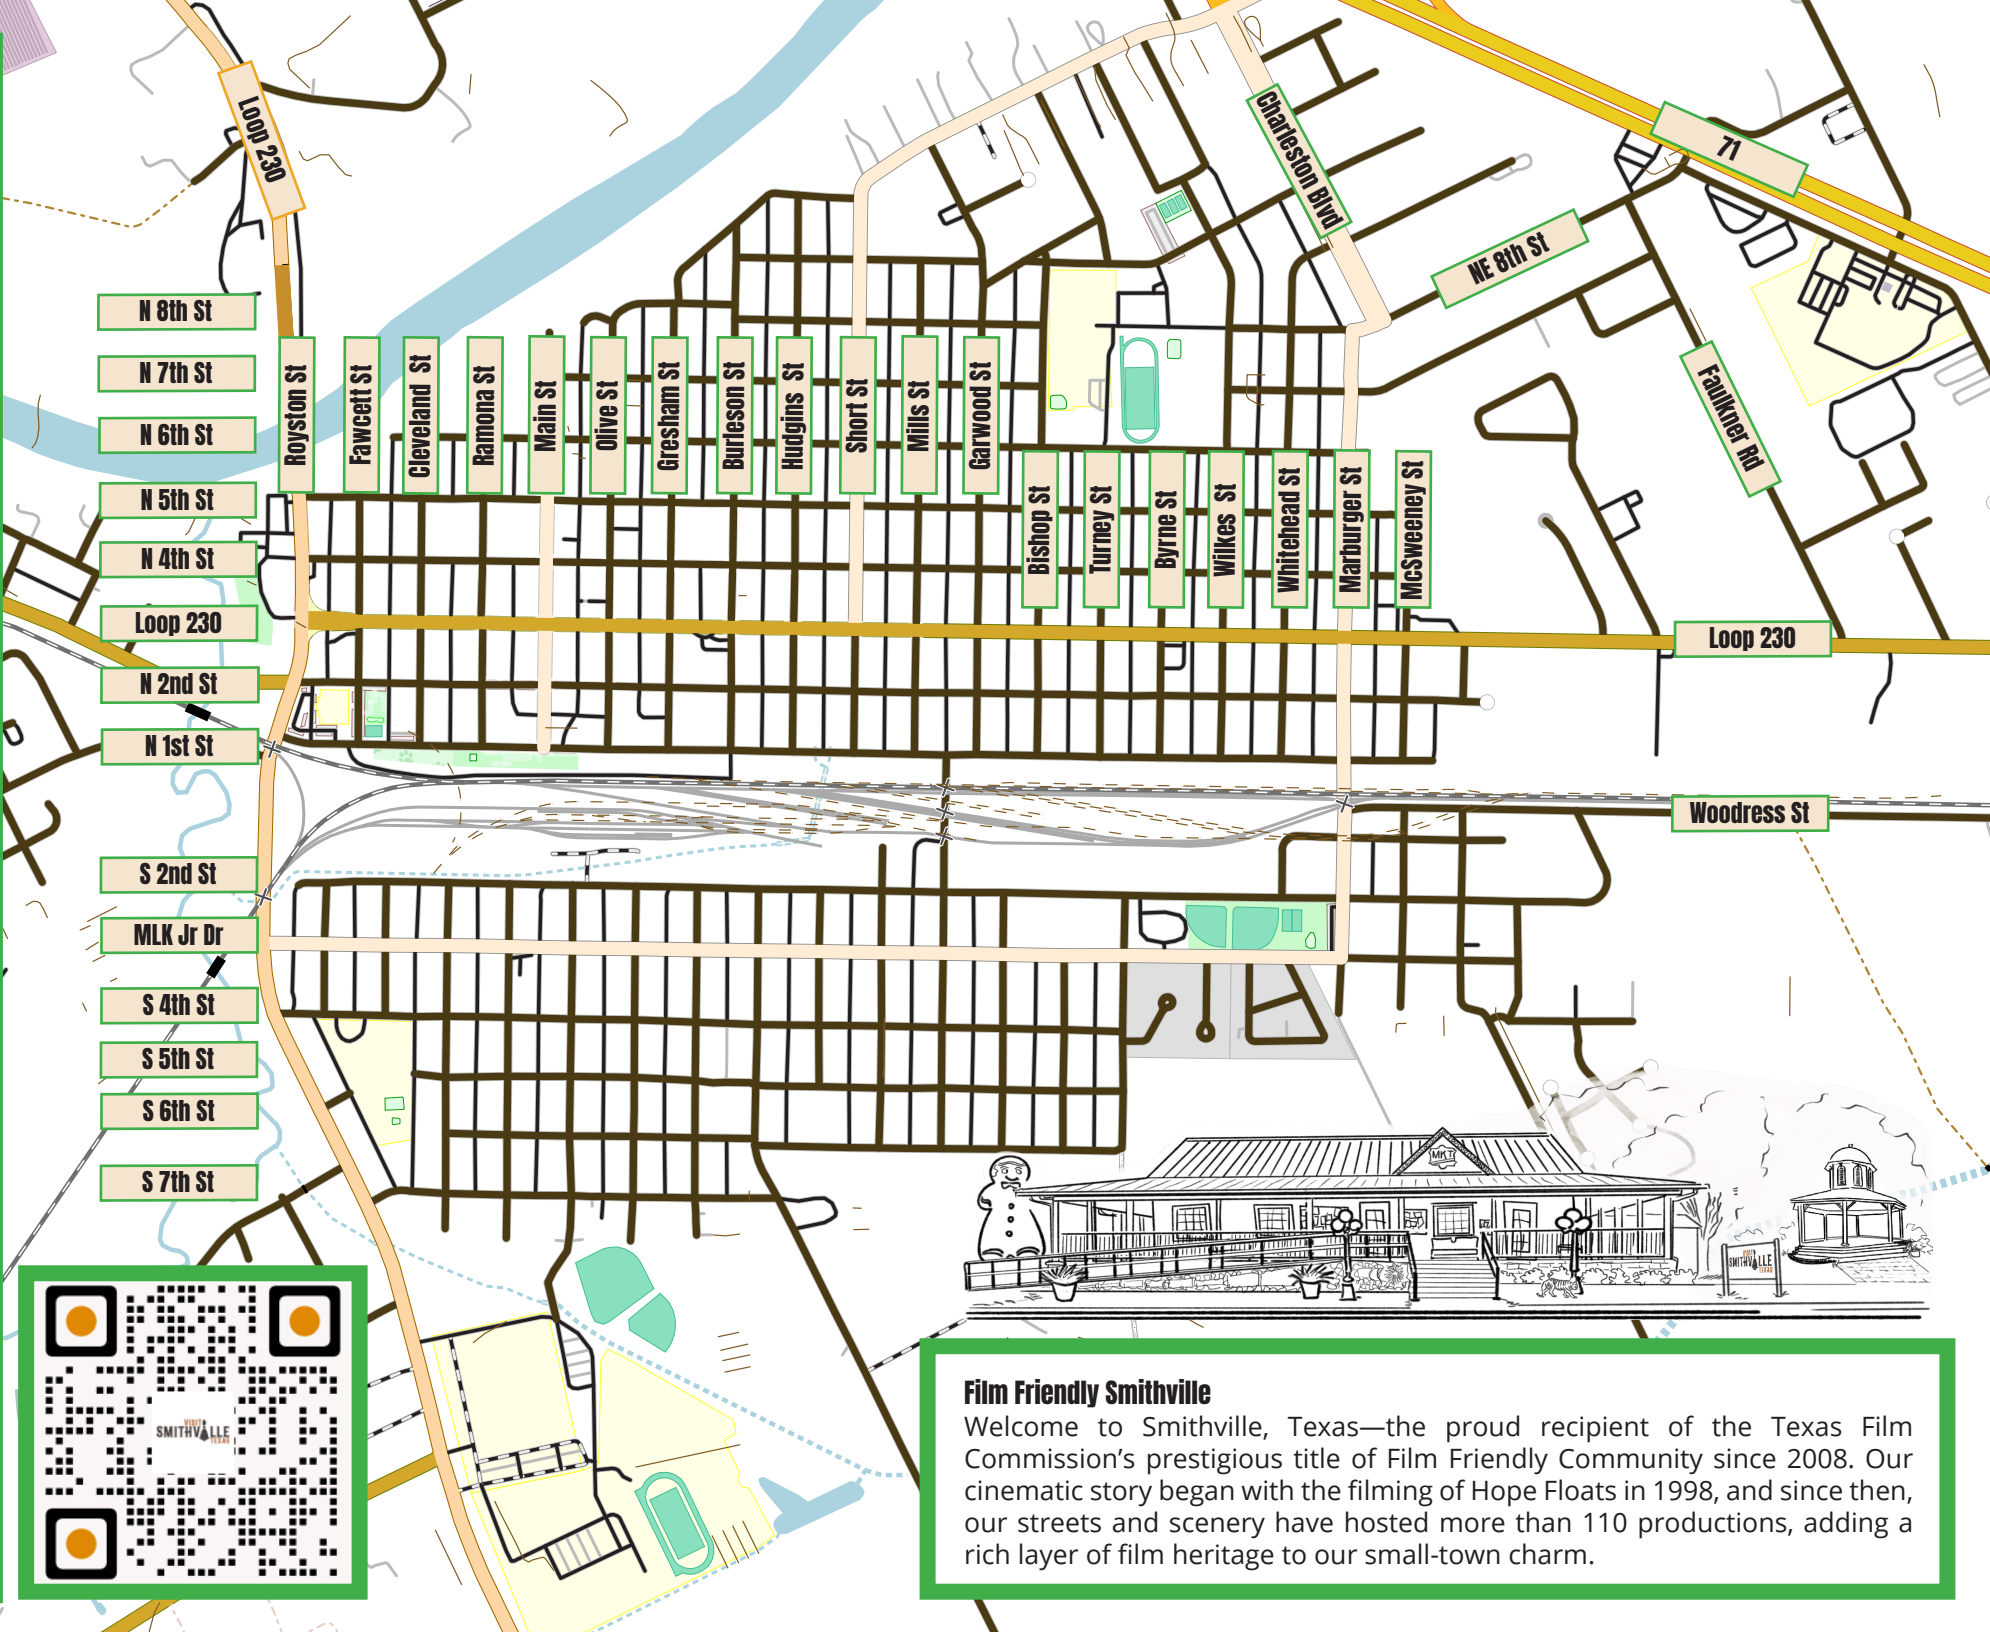 Loop 230
Charleston Blvd
71
NE 8th St
Faulkner Rd
N 8th St
N 7th St
N 6th St
N 5th St
N 4th St
Loop 230
N 2nd St
N 1st St
S 2nd St
MLK Jr Dr
S 4th St
S 5th St
S 6th St
S 7th St
Royston St
Fawcett St
Cleveland St
Ramona St
Main St
Olive St
Gresham St
Burleson St
Hudgins St
Short St
Mills St
Garwood St
Bishop St
Turney St
Byrne St
Wilkes St
Whitehead St
Marburger St
McSweeney St
Loop 230
Woodress St
MKT
VISIT
SMITHVILLE
TEXAS
VISIT
SMITHVILLE
TEXAS
Film Friendly Smithville
Welcome to Smithville, Texas—the proud recipient of the Texas Film
Commission’s prestigious title of Film Friendly Community since 2008. Our
cinematic story began with the filming of Hope Floats in 1998, and since then,
our streets and scenery have hosted more than 110 productions, adding a
rich layer of film heritage to our small-town charm.